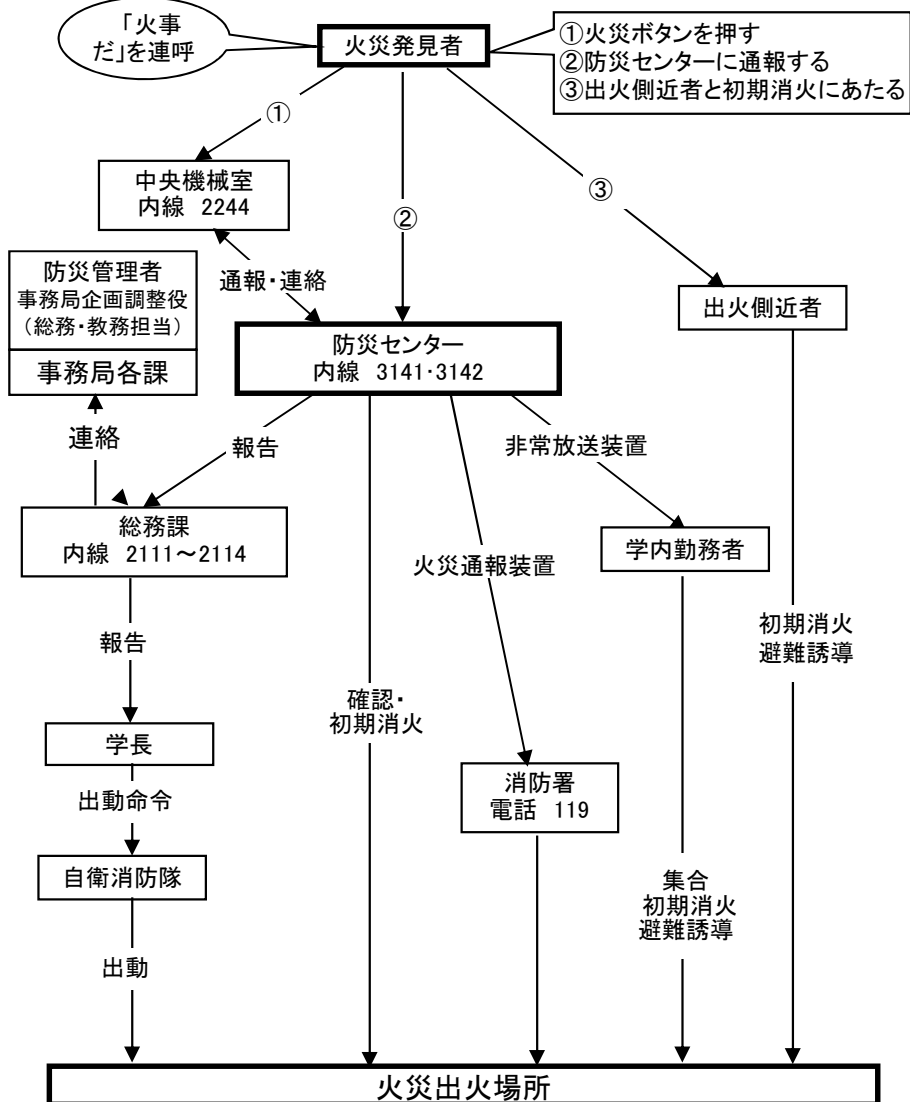 「火事
だ」を連呼
火災発見者
①火災ボタンを押す
②防災センターに通報する
③出火側近者と初期消火にあたる
①
②
③
中央機械室
内線 2244
通報・連絡
防災管理者
事務局企画調整役
（総務・教務担当）
事務局各課
出火側近者
防災センター
内線 3141・3142
連絡
報告
非常放送装置
総務課
内線 2111～2114
学内勤務者
火災通報装置
報告
初期消火
避難誘導
確認・
初期消火
学長
消防署
電話 119
出動命令
自衛消防隊
集合
初期消火
避難誘導
出動
火災出火場所